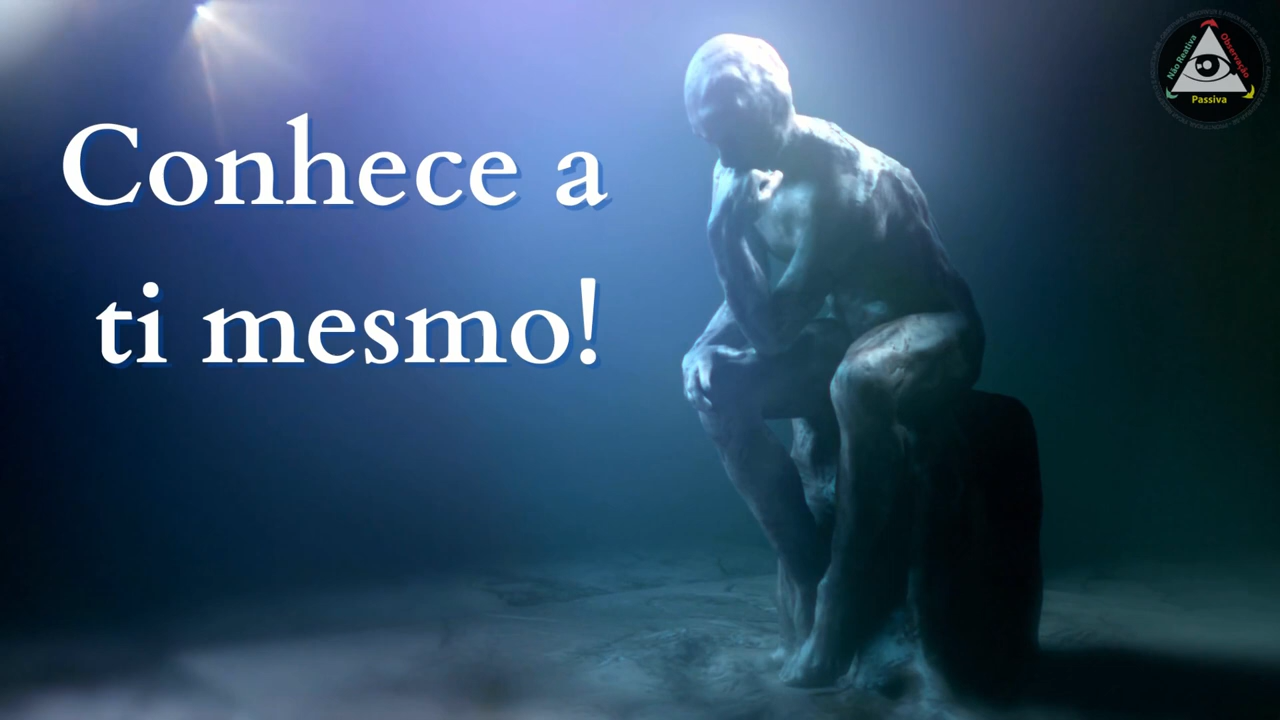 Conhece a
ti mesmo!
Não Reativa
Observação
Passiva